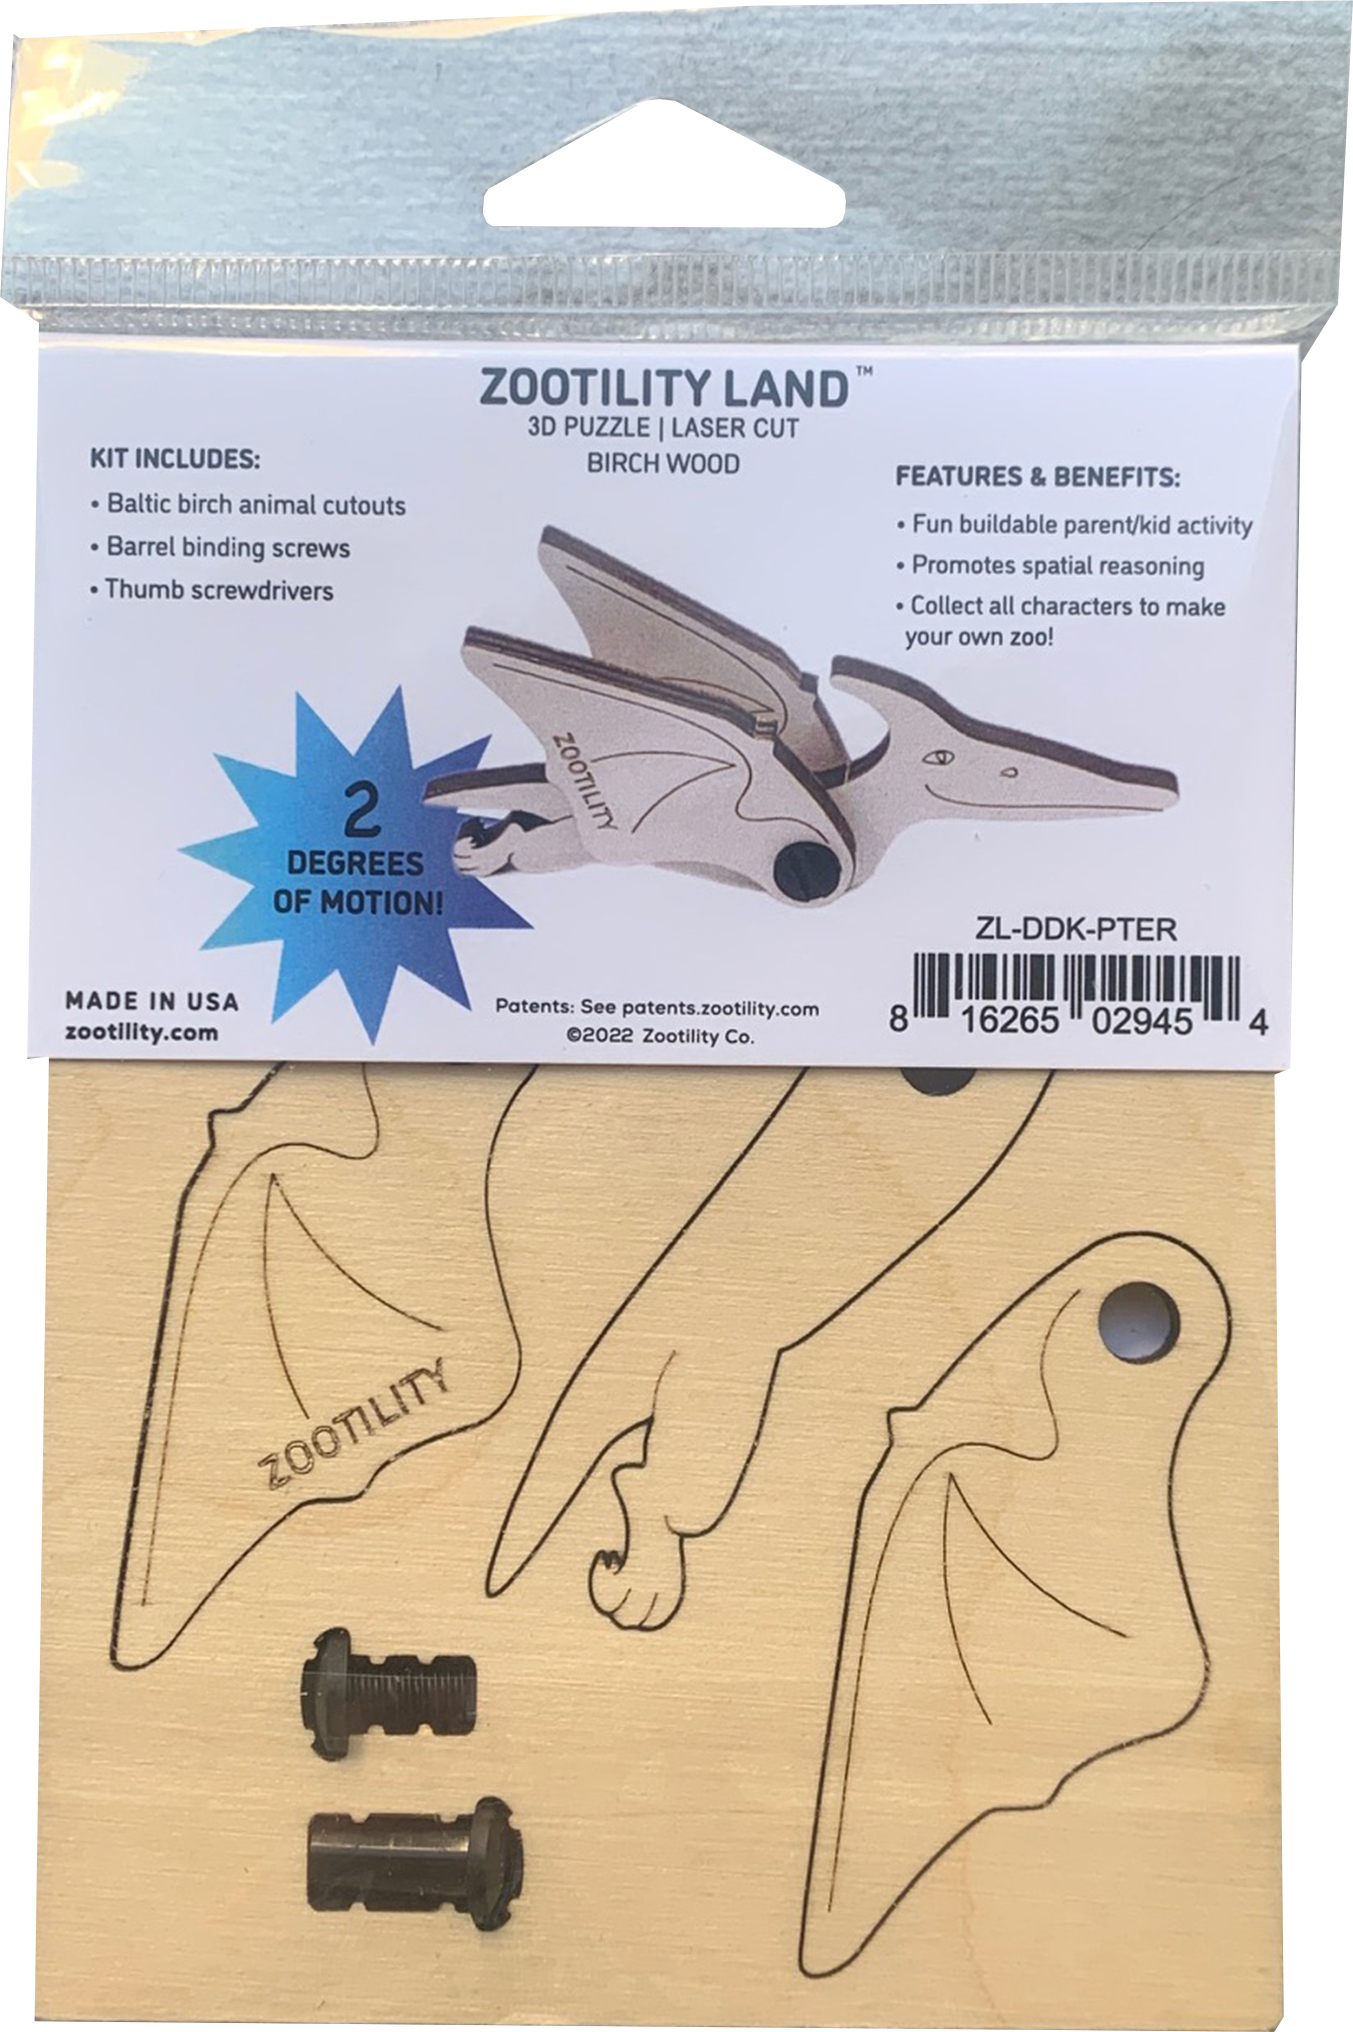 ZOOTILITY LAND™
3D PUZZLE | LASER CUT
BIRCH WOOD
KIT INCLUDES:
• Baltic birch animal cutouts
• Barrel binding screws
• Thumb screwdrivers
FEATURES & BENEFITS:
• Fun buildable parent/kid activity
• Promotes spatial reasoning
• Collect all characters to make
your own zoo!
ZOOTILITY
2
DEGREES
OF MOTION!
MADE IN USA
zootility.com
Patents: See patents.zootility.com
©2022 Zootility Co.
ZL-DDK-PTER
8 16265 02945 4
ZOOTILITY